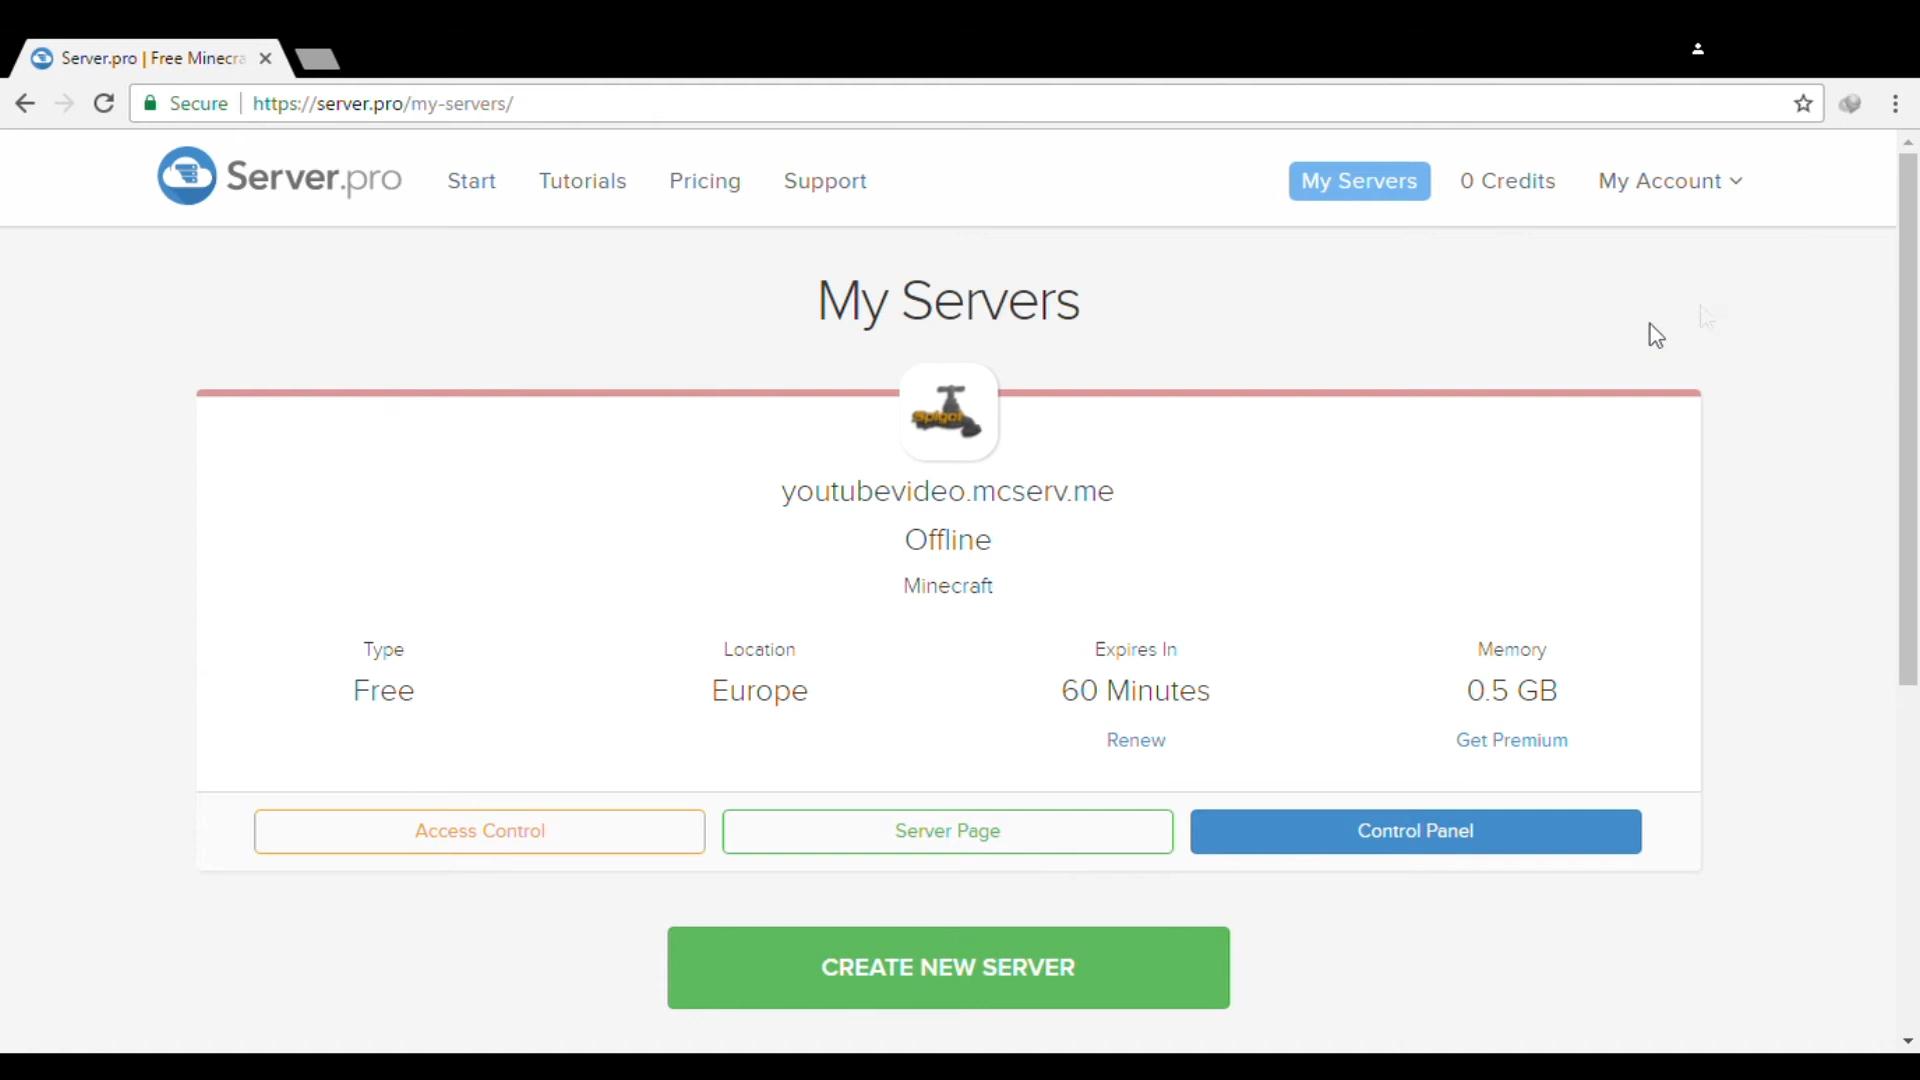 Server.pro | Free Minecra
Secure https://server.pro/my-servers/
Server.pro Start Tutorials Pricing Support My Servers 0 Credits My Account
My Servers
Spigot
youtubevideo.mcserv.me
Offline
Minecraft
Type Location Expires In Memory
Free Europe 60 Minutes 0.5 GB
Renew Get Premium
Access Control Server Page Control Panel
CREATE NEW SERVER